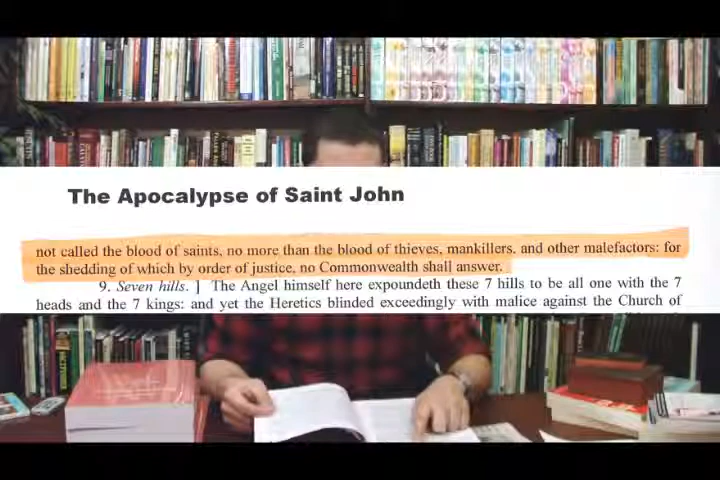 The Apocalypse of Saint John
not called the blood of saints, no more than the blood of thieves, mankillers, and other malefactors: for
the shedding of which by order of justice, no Commonwealth shall answer.
9. Seven hills. ] The Angel himself here expoundeth these 7 hills to be all one with the 7
heads and the 7 kings: and yet the Heretics blinded exceedingly with malice against the Church of